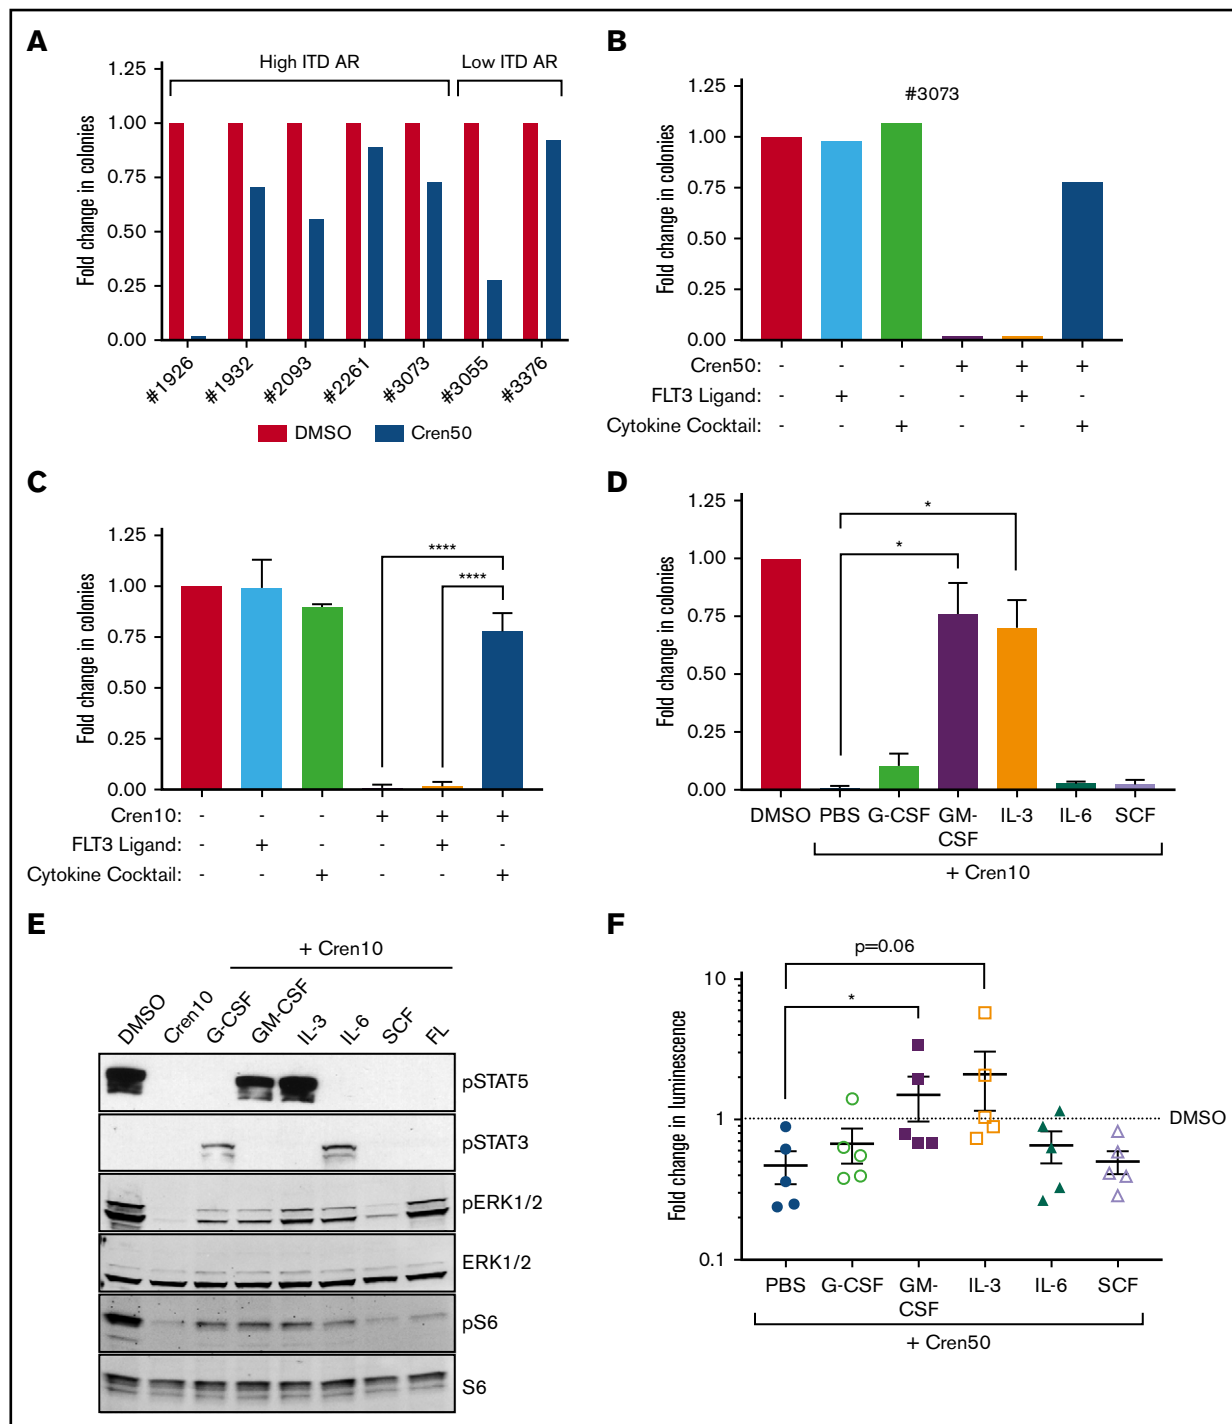 A
High ITD AR
Low ITD AR
Fold change in colonies
1.25
1.00
0.75
0.50
0.25
0.00
#1926
#1932
#2093
#2261
#3073
#3055
#3376
DMSO
Cren50
B
#3073
Fold change in colonies
1.25
1.00
0.75
0.50
0.25
0.00
Cren50: - - - + + +
FLT3 Ligand: - + - - + -
Cytokine Cocktail: - - + - - +
C
Fold change in colonies
1.25
1.00
0.75
0.50
0.25
0.00
****
****
Cren10: - - - + + +
FLT3 Ligand: - + - - + -
Cytokine Cocktail: - - + - - +
D
Fold change in colonies
1.25
1.00
0.75
0.50
0.25
0.00
*
*
DMSO PBS G-CSF GM-CSF IL-3 IL-6 SCF
+ Cren10
E
+ Cren10
DMSO
Cren10
G-CSF
GM-CSF
IL-3
IL-6
SCF
FL
pSTAT5
pSTAT3
pERK1/2
ERK1/2
pS6
S6
F
p=0.06
*
Fold change in luminescence
10
1
0.1
DMSO
PBS G-CSF GM-CSF IL-3 IL-6 SCF
+ Cren50